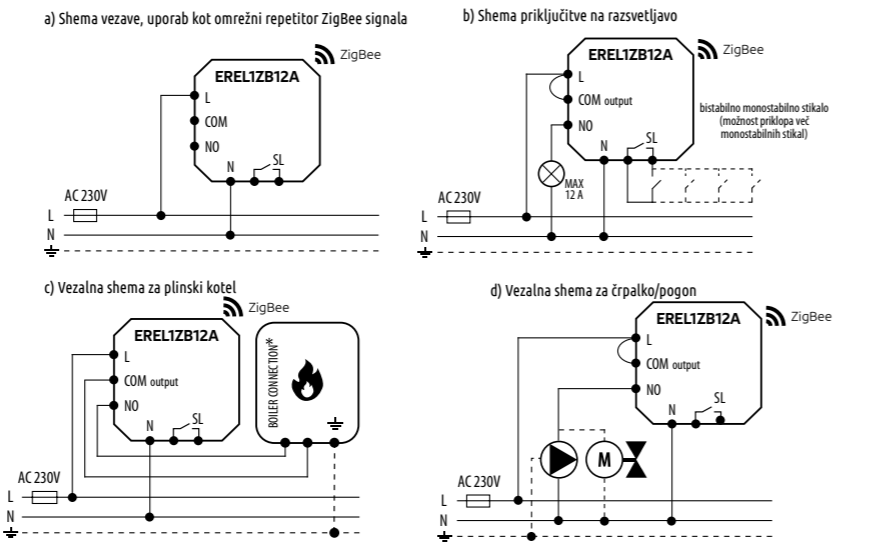 a) Shema vezave, uporab kot omrežni repetitor ZigBee signala
ZigBee
EREL1ZB12A
L
COM
NO
N
SL
AC 230V
L
N
b) Shema priključitve na razsvetljavo
ZigBee
EREL1ZB12A
L
COM output
NO
N
SL
bistabilno monostabilno stikalo
(možnost priklopa več
monostabilnih stikal)
MAX
12 A
AC 230V
L
N
c) Vezalna shema za plinski kotel
ZigBee
EREL1ZB12A
L
COM output
NO
N
SL
BOILER CONNECTION*
AC 230V
L
N
d) Vezalna shema za črpalko/pogon
ZigBee
EREL1ZB12A
L
COM output
NO
N
SL
M
AC 230V
L
N